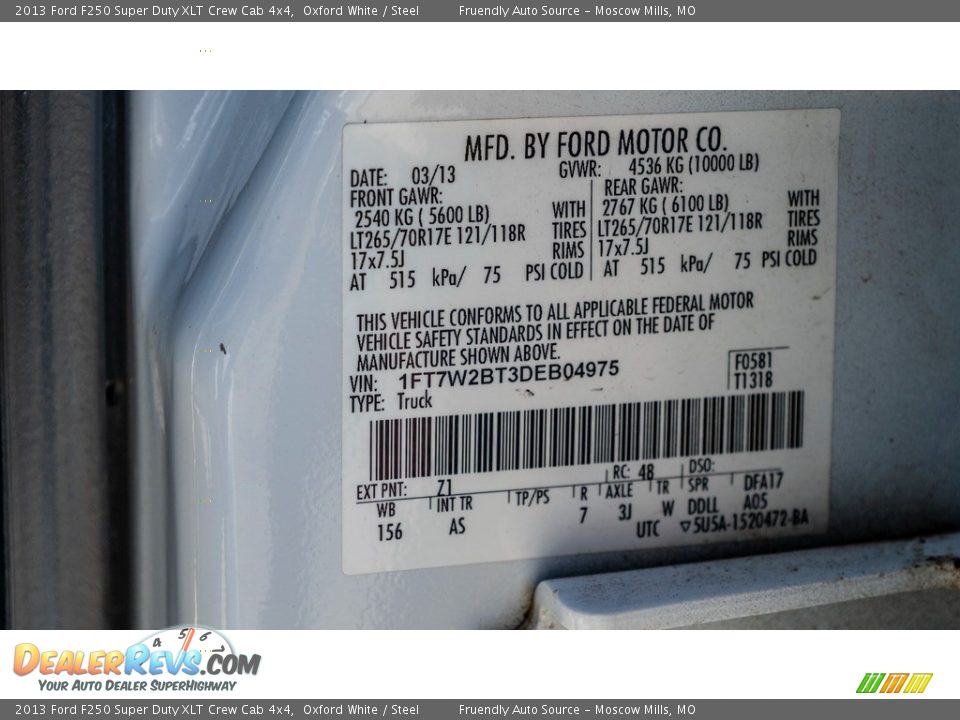 2013 Ford F250 Super Duty XLT Crew Cab 4x4, Oxford White / Steel Fruendly Auto Source - Moscow Mills, MO
MFD. BY FORD MOTOR CO.
DATE: 03/13 GVWR: 4536 KG (10000 LB)
FRONT GAWR: REAR GAWR:
2540 KG ( 5600 LB) WITH 2767 KG ( 6100 LB) WITH
LT265/70R17E 121/118R TIRES LT265/70R17E 121/118R TIRES
17x7.5J RIMS 17x7.5J RIMS
AT 515 kPa/ 75 PSI COLD AT 515 kPa/ 75 PSI COLD
THIS VEHICLE CONFORMS TO ALL APPLICABLE FEDERAL MOTOR
VEHICLE SAFETY STANDARDS IN EFFECT ON THE DATE OF
MANUFACTURE SHOWN ABOVE.
VIN: 1FT7W2BT3DEB04975 F0581
TYPE: Truck T1318
EXT PNT: Z1 RC: 48 DSO:
WB INT TR TP/PS R AXLE TR SPR DFA17
156 AS 7 3J W DDLL A05
UTC ▽5U5A-1520472-BA
4 5 6
DealerRevs.com
Your Auto Dealer SuperHighway
2013 Ford F250 Super Duty XLT Crew Cab 4x4, Oxford White / Steel Fruendly Auto Source - Moscow Mills, MO